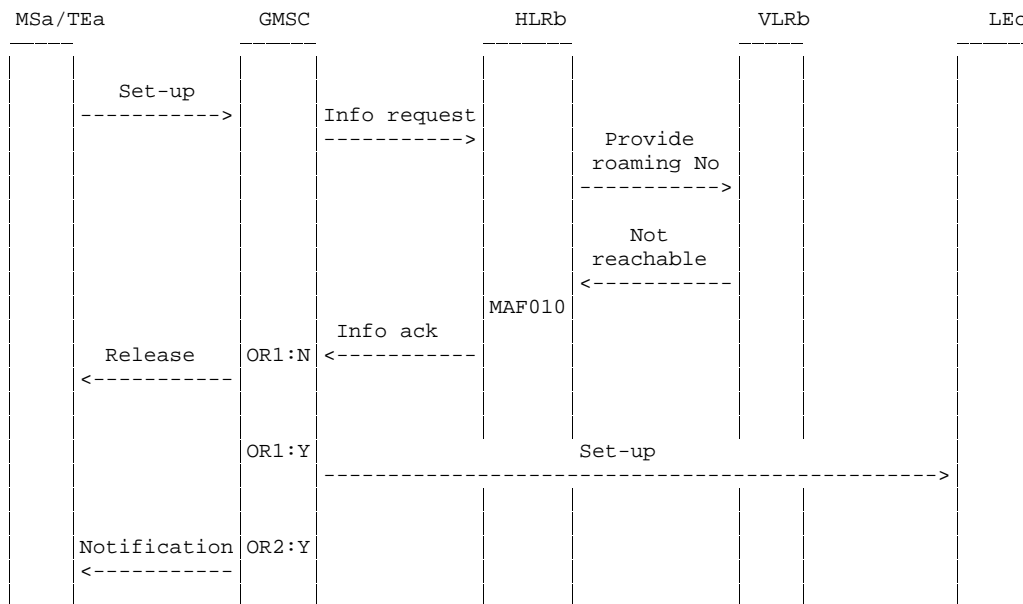 MSa/TEa GMSC HLRb VLRb LEc
Set-up
Info request
Provide
roaming No
Not
reachable
MAF010
Info ack
Release OR1:N
OR1:Y Set-up
Notification OR2:Y